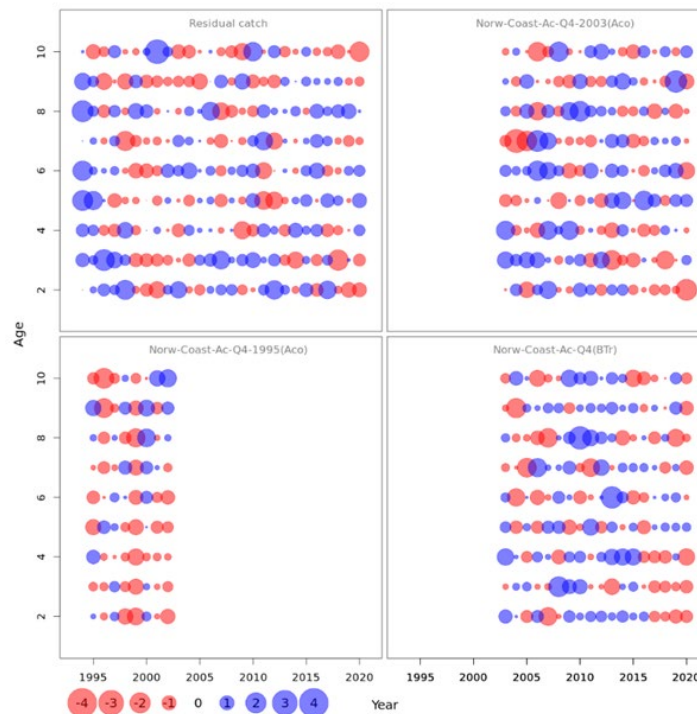 Residual catch
Norw-Coast-Ac-Q4-2003(Aco)
10
8
6
4
2
Age
Norw-Coast-Ac-Q4-1995(Aco)
Norw-Coast-Ac-Q4(BTr)
10
8
6
4
2
1995 2000 2005 2010 2015 2020
1995 2000 2005 2010 2015 2020
-4 -3 -2 -1 0 1 2 3 4
Year